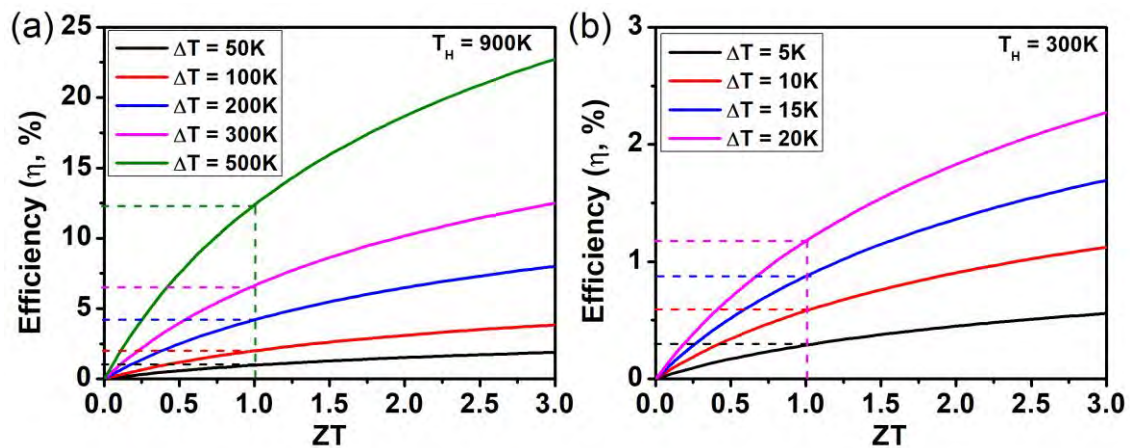 (a)
T_H = 900K
ΔT = 50K
ΔT = 100K
ΔT = 200K
ΔT = 300K
ΔT = 500K
Efficiency (η, %)
25
20
15
10
5
0
0.0 0.5 1.0 1.5 2.0 2.5 3.0
ZT
(b)
T_H = 300K
ΔT = 5K
ΔT = 10K
ΔT = 15K
ΔT = 20K
Efficiency (η, %)
3
2
1
0
0.0 0.5 1.0 1.5 2.0 2.5 3.0
ZT